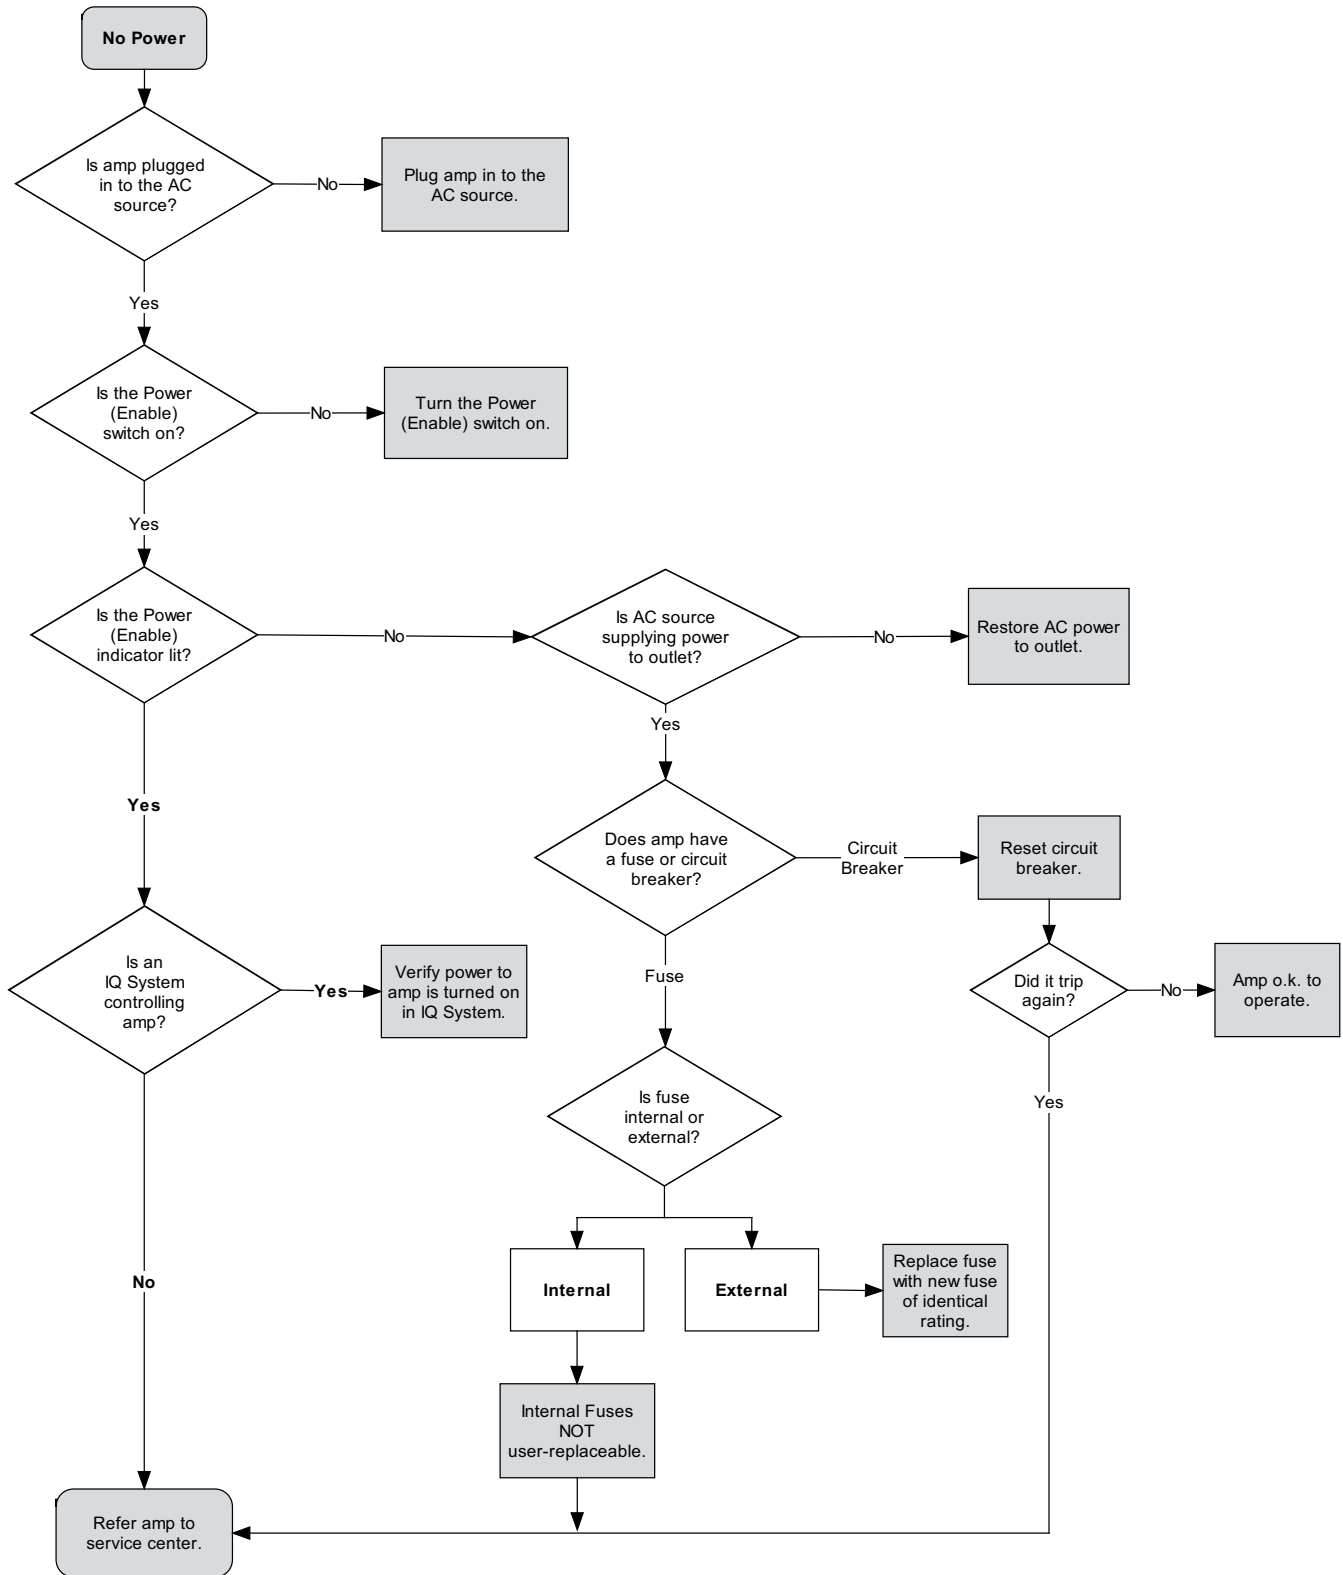 No Power
Is amp plugged
in to the AC
source?
No
Plug amp in to the
AC source.
Yes
Is the Power
(Enable)
switch on?
No
Turn the Power
(Enable) switch on.
Yes
Is the Power
(Enable)
indicator lit?
No
Is AC source
supplying power
to outlet?
No
Restore AC power
to outlet.
Yes
Yes
Does amp have
a fuse or circuit
breaker?
Circuit
Breaker
Reset circuit
breaker.
Is an
IQ System
controlling
amp?
Yes
Verify power to
amp is turned on
in IQ System.
Fuse
Did it trip
again?
No
Amp o.k. to
operate.
Yes
Is fuse
internal or
external?
No
Internal
External
Replace fuse
with new fuse
of identical
rating.
Internal Fuses
NOT
user-replaceable.
Refer amp to
service center.